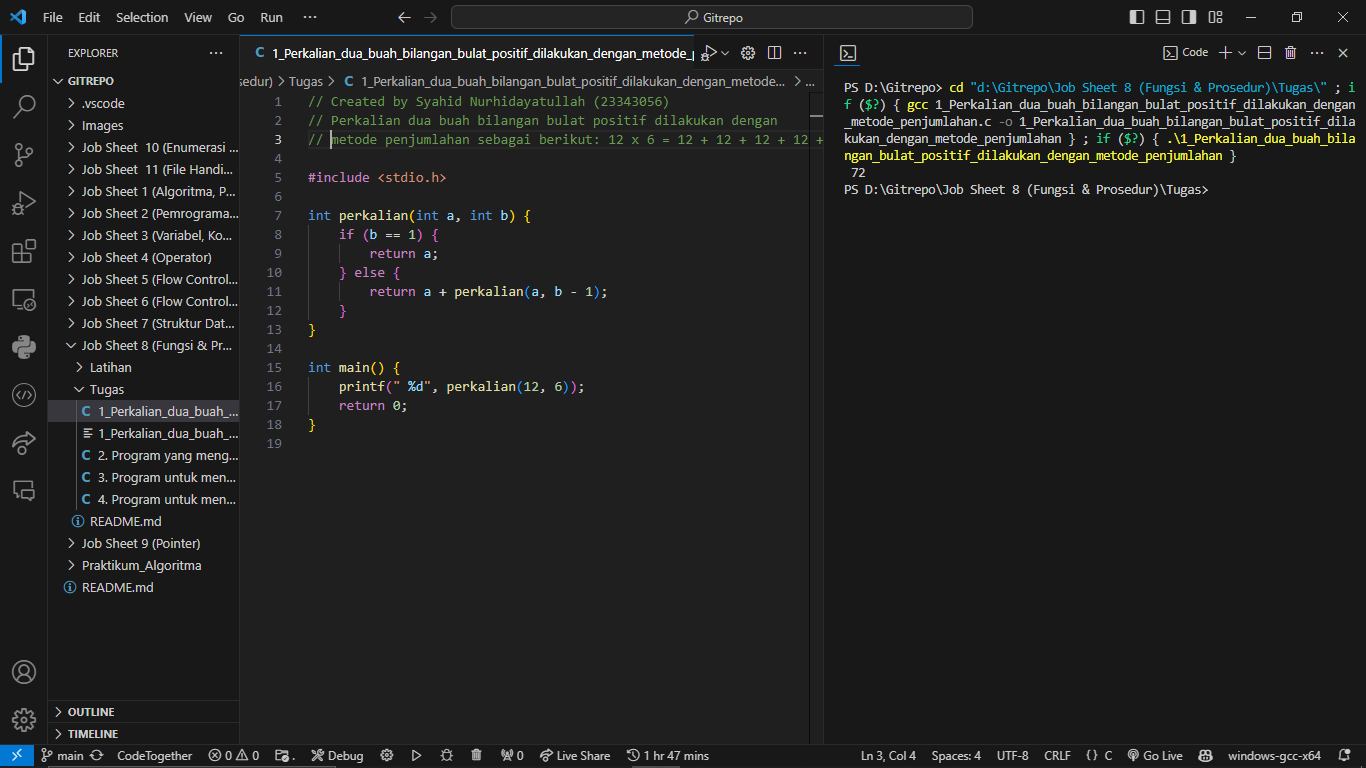 File Edit Selection View Go Run ···
Gitrepo
EXPLORER ···
GITREPO
.vscode
Images
Job Sheet 10 (Enumerasi ...
Job Sheet 11 (File Handi...
Job Sheet 1 (Algoritma, P...
Job Sheet 2 (Pemrograma...
Job Sheet 3 (Variabel, Ko...
Job Sheet 4 (Operator)
Job Sheet 5 (Flow Control...
Job Sheet 6 (Flow Control...
Job Sheet 7 (Struktur Dat...
Job Sheet 8 (Fungsi & Pr...
Latihan
Tugas
C 1_Perkalian_dua_buah_...
1_Perkalian_dua_buah_...
C 2. Program yang meng...
C 3. Program untuk men...
C 4. Program untuk men...
README.md
Job Sheet 9 (Pointer)
Praktikum_Algoritma
README.md
OUTLINE
TIMELINE
C 1_Perkalian_dua_buah_bilangan_bulat_positif_dilakukan_dengan_metode_p
sedur) > Tugas > C 1_Perkalian_dua_buah_bilangan_bulat_positif_dilakukan_dengan_metode... > ...
1 // Created by Syahid Nurhidayatullah (23343056)
2 // Perkalian dua buah bilangan bulat positif dilakukan dengan
3 // metode penjumlahan sebagai berikut: 12 x 6 = 12 + 12 + 12 + 12 +
4
5 #include <stdio.h>
6
7 int perkalian(int a, int b) {
8 if (b == 1) {
9 return a;
10 } else {
11 return a + perkalian(a, b - 1);
12 }
13 }
14
15 int main() {
16 printf(" %d", perkalian(12, 6));
17 return 0;
18 }
19
Code
PS D:\Gitrepo> cd "d:\Gitrepo\Job Sheet 8 (Fungsi & Prosedur)\Tugas\" ; i
f ($?) { gcc 1_Perkalian_dua_buah_bilangan_bulat_positif_dilakukan_dengan
_metode_penjumlahan.c -o 1_Perkalian_dua_buah_bilangan_bulat_positif_dila
kukan_dengan_metode_penjumlahan } ; if ($?) { .\1_Perkalian_dua_buah_bila
ngan_bulat_positif_dilakukan_dengan_metode_penjumlahan }
72
PS D:\Gitrepo\Job Sheet 8 (Fungsi & Prosedur)\Tugas>
main CodeTogether 0 0 . Debug 0 Live Share 1 hr 47 mins Ln 3, Col 4 Spaces: 4 UTF-8 CRLF { } C Go Live windows-gcc-x64